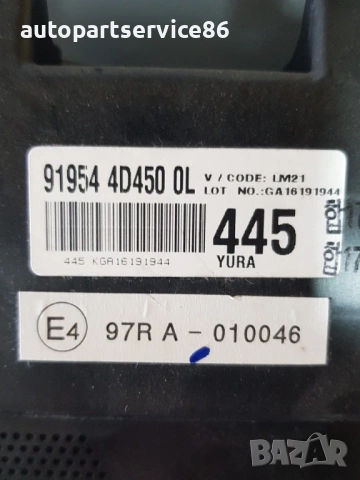 autopartservice86
91954 4D450 0L
V / CODE: LM21
LOT NO.:GA16191944
445
YURA
445 KGA16191944
E4
97R A - 010046
BAZAR